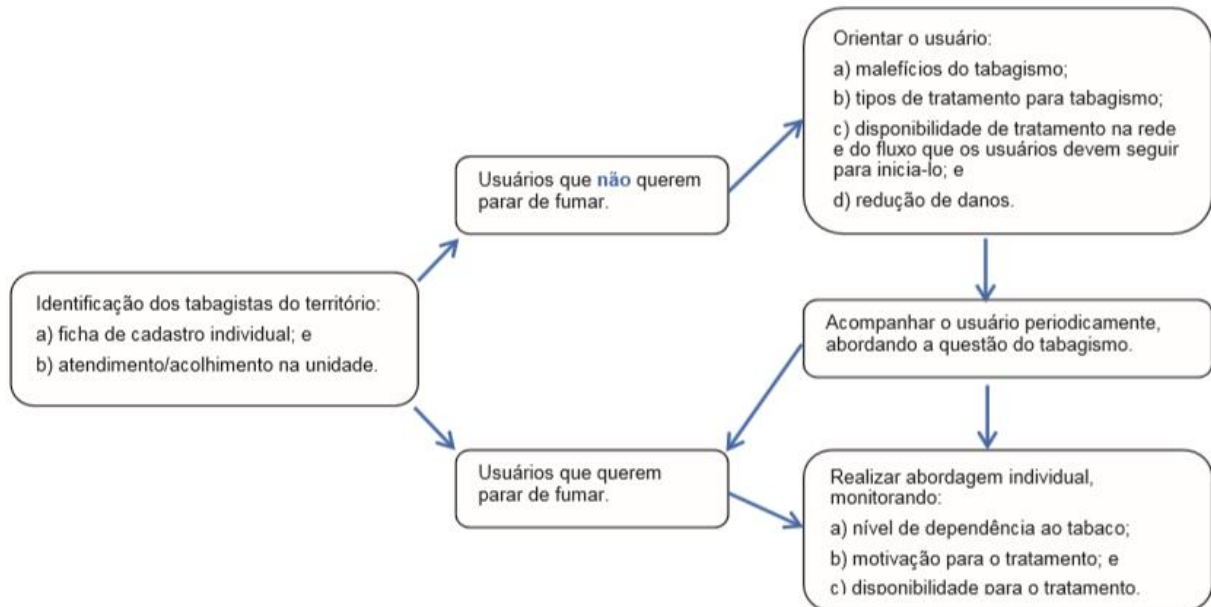 Identificação dos tabagistas do território:
a) ficha de cadastro individual; e
b) atendimento/acolhimento na unidade.
Usuários que não querem
parar de fumar.
Orientar o usuário:
a) malefícios do tabagismo;
b) tipos de tratamento para tabagismo;
c) disponibilidade de tratamento na rede
e do fluxo que os usuários devem seguir
para inicia-lo; e
d) redução de danos.
Acompanhar o usuário periodicamente,
abordando a questão do tabagismo.
Usuários que querem
parar de fumar.
Realizar abordagem individual,
monitorando:
a) nível de dependência ao tabaco;
b) motivação para o tratamento; e
c) disponibilidade para o tratamento.